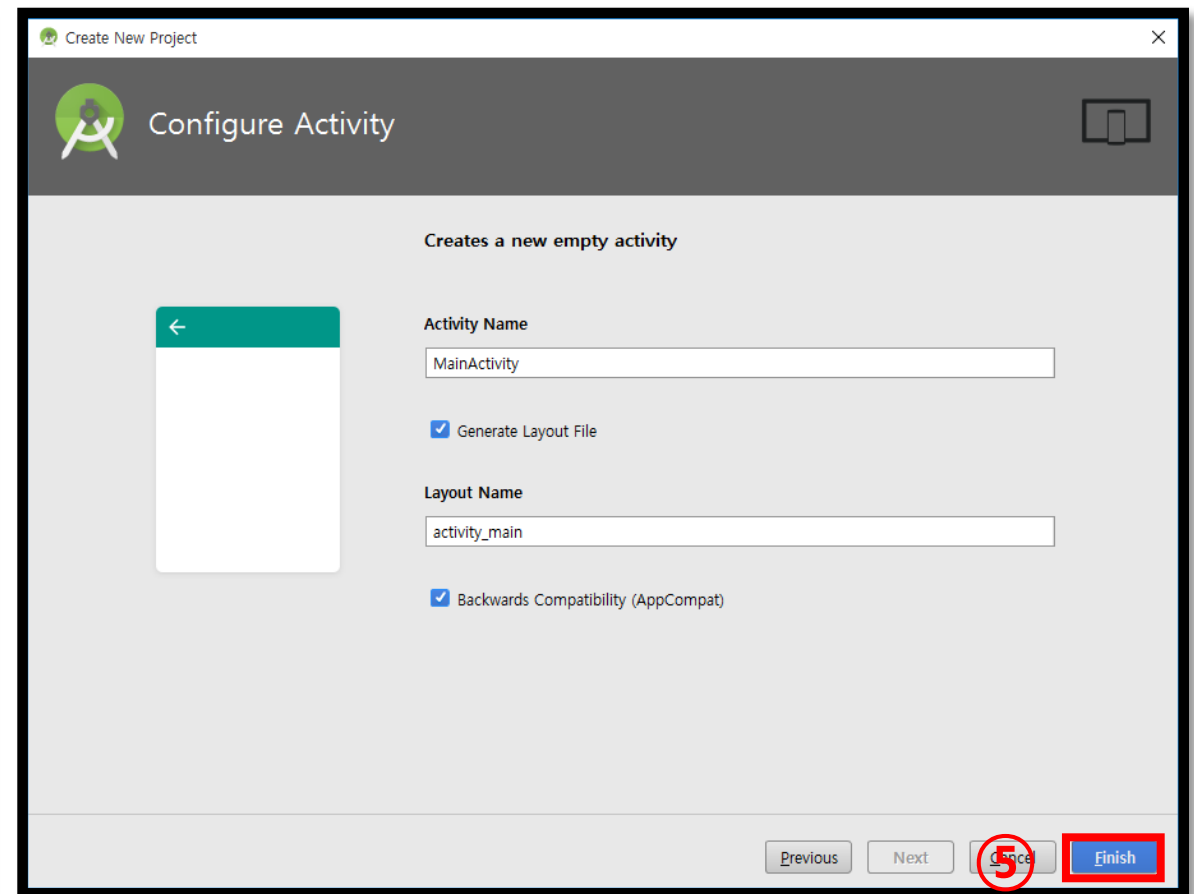 Create New Project
Configure Activity
Creates a new empty activity
Activity Name
MainActivity
Generate Layout File
Layout Name
activity_main
Backwards Compatibility (AppCompat)
Previous Next Cancel ⑤ Finish